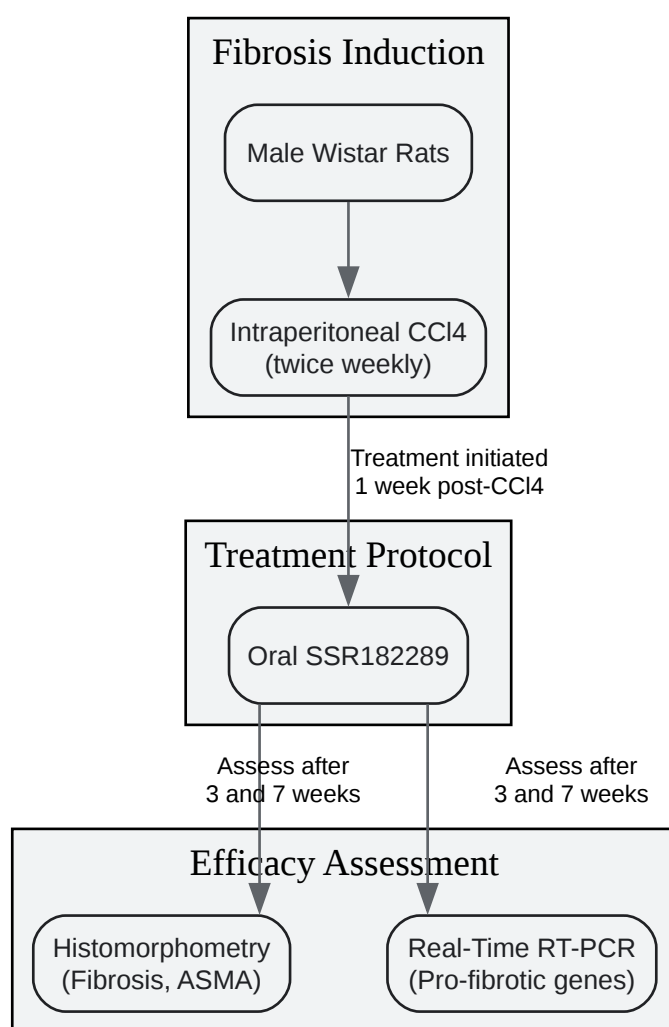 Fibrosis Induction
Male Wistar Rats
Intraperitoneal CCl4
(twice weekly)
Treatment initiated
1 week post-CCl4
Treatment Protocol
Oral SSR182289
Assess after
3 and 7 weeks
Assess after
3 and 7 weeks
Efficacy Assessment
Histomorphometry
(Fibrosis, ASMA)
Real-Time RT-PCR
(Pro-fibrotic genes)